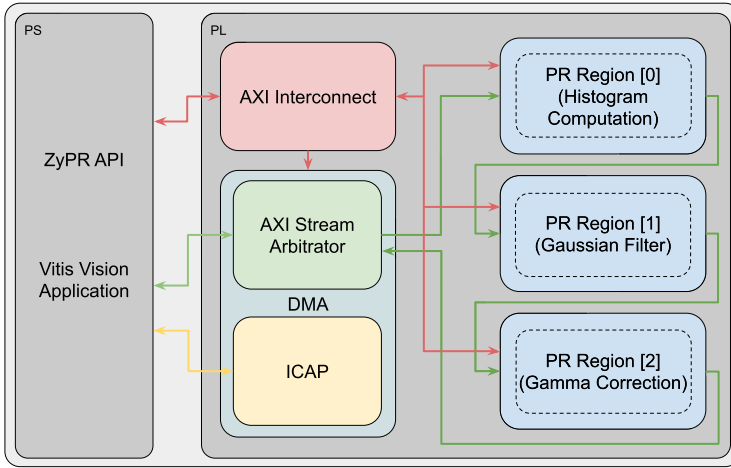 PS
ZyPR API
Vitis Vision
Application
PL
AXI Interconnect
AXI Stream
Arbitrator
DMA
ICAP
PR Region [0]
(Histogram
Computation)
PR Region [1]
(Gaussian Filter)
PR Region [2]
(Gamma Correction)